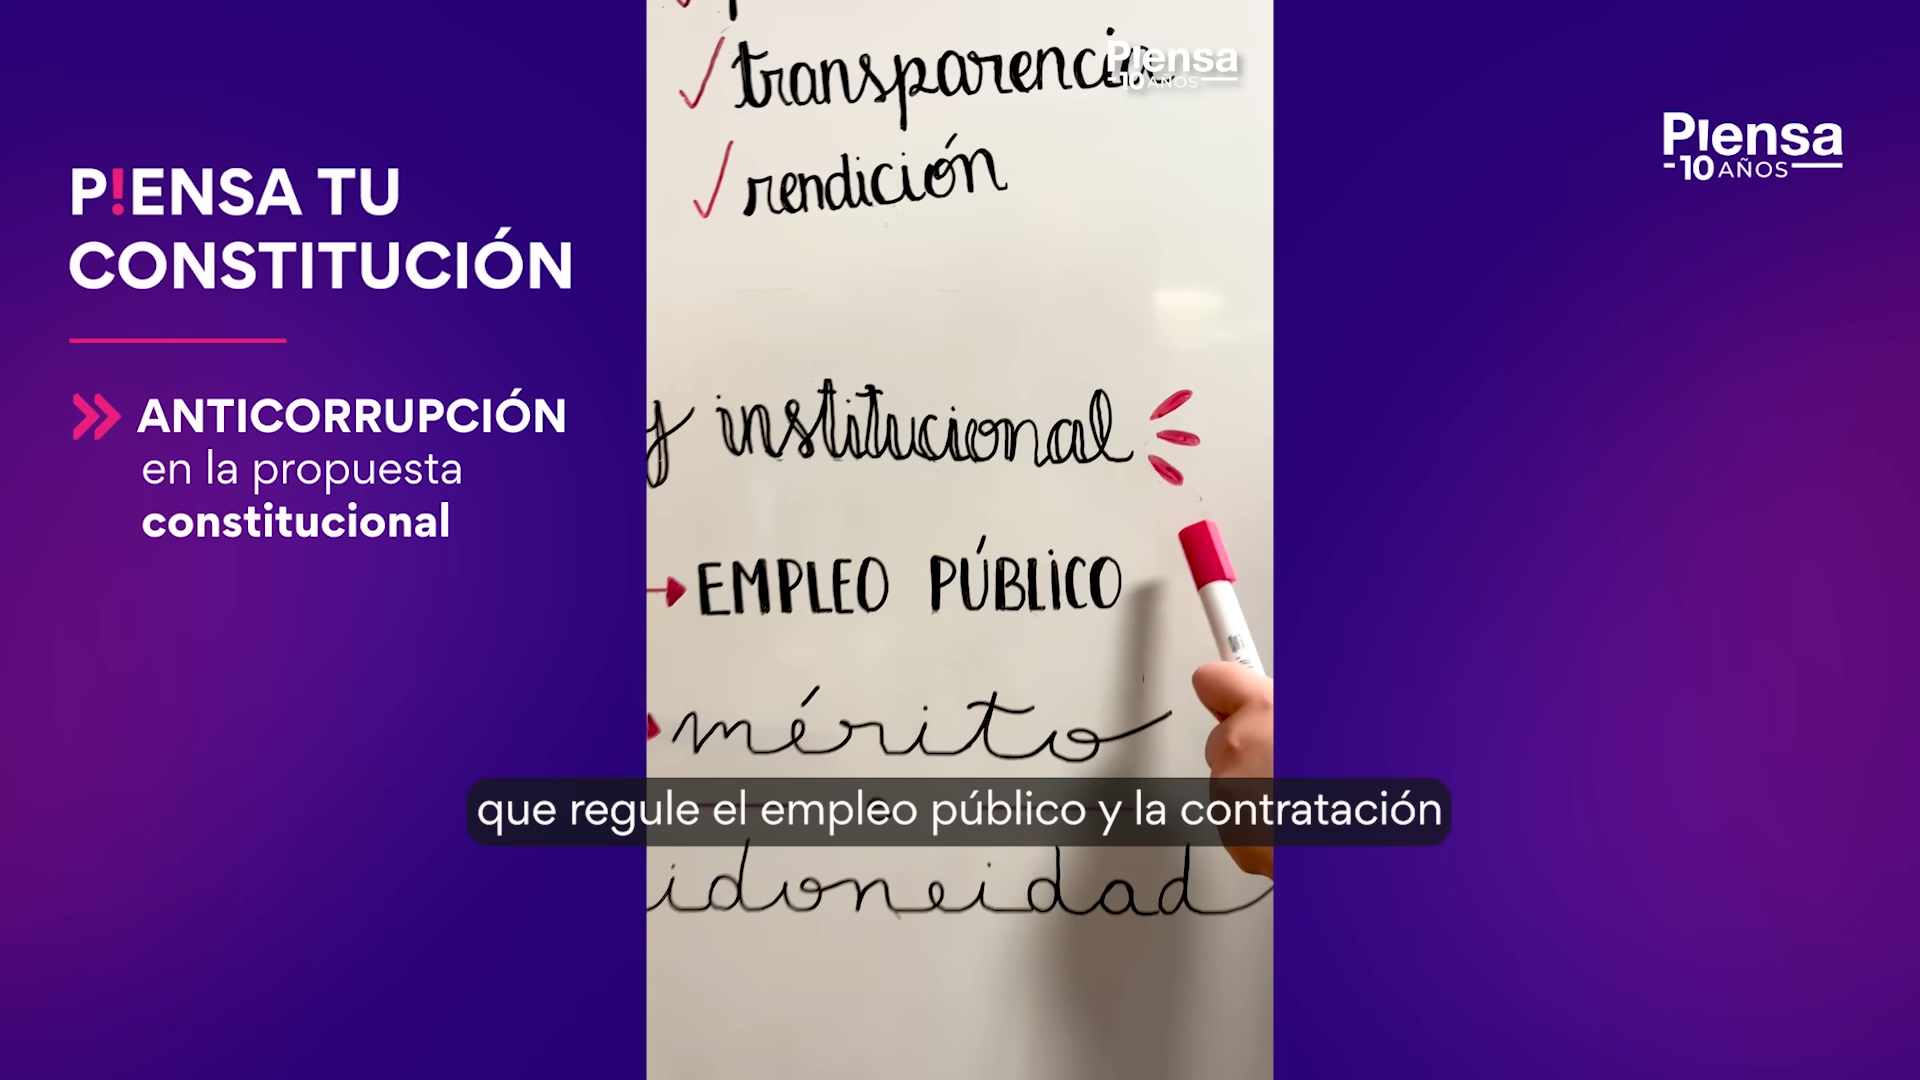 P!ENSA TU
CONSTITUCIÓN
ANTICORRUPCIÓN
en la propuesta
constitucional
transparencia
rendición
y institucional
EMPLEO PÚBLICO
mérito
que regule el empleo público y la contratación
idoneidad
Piensa
10 AÑOS
Piensa
10 AÑOS